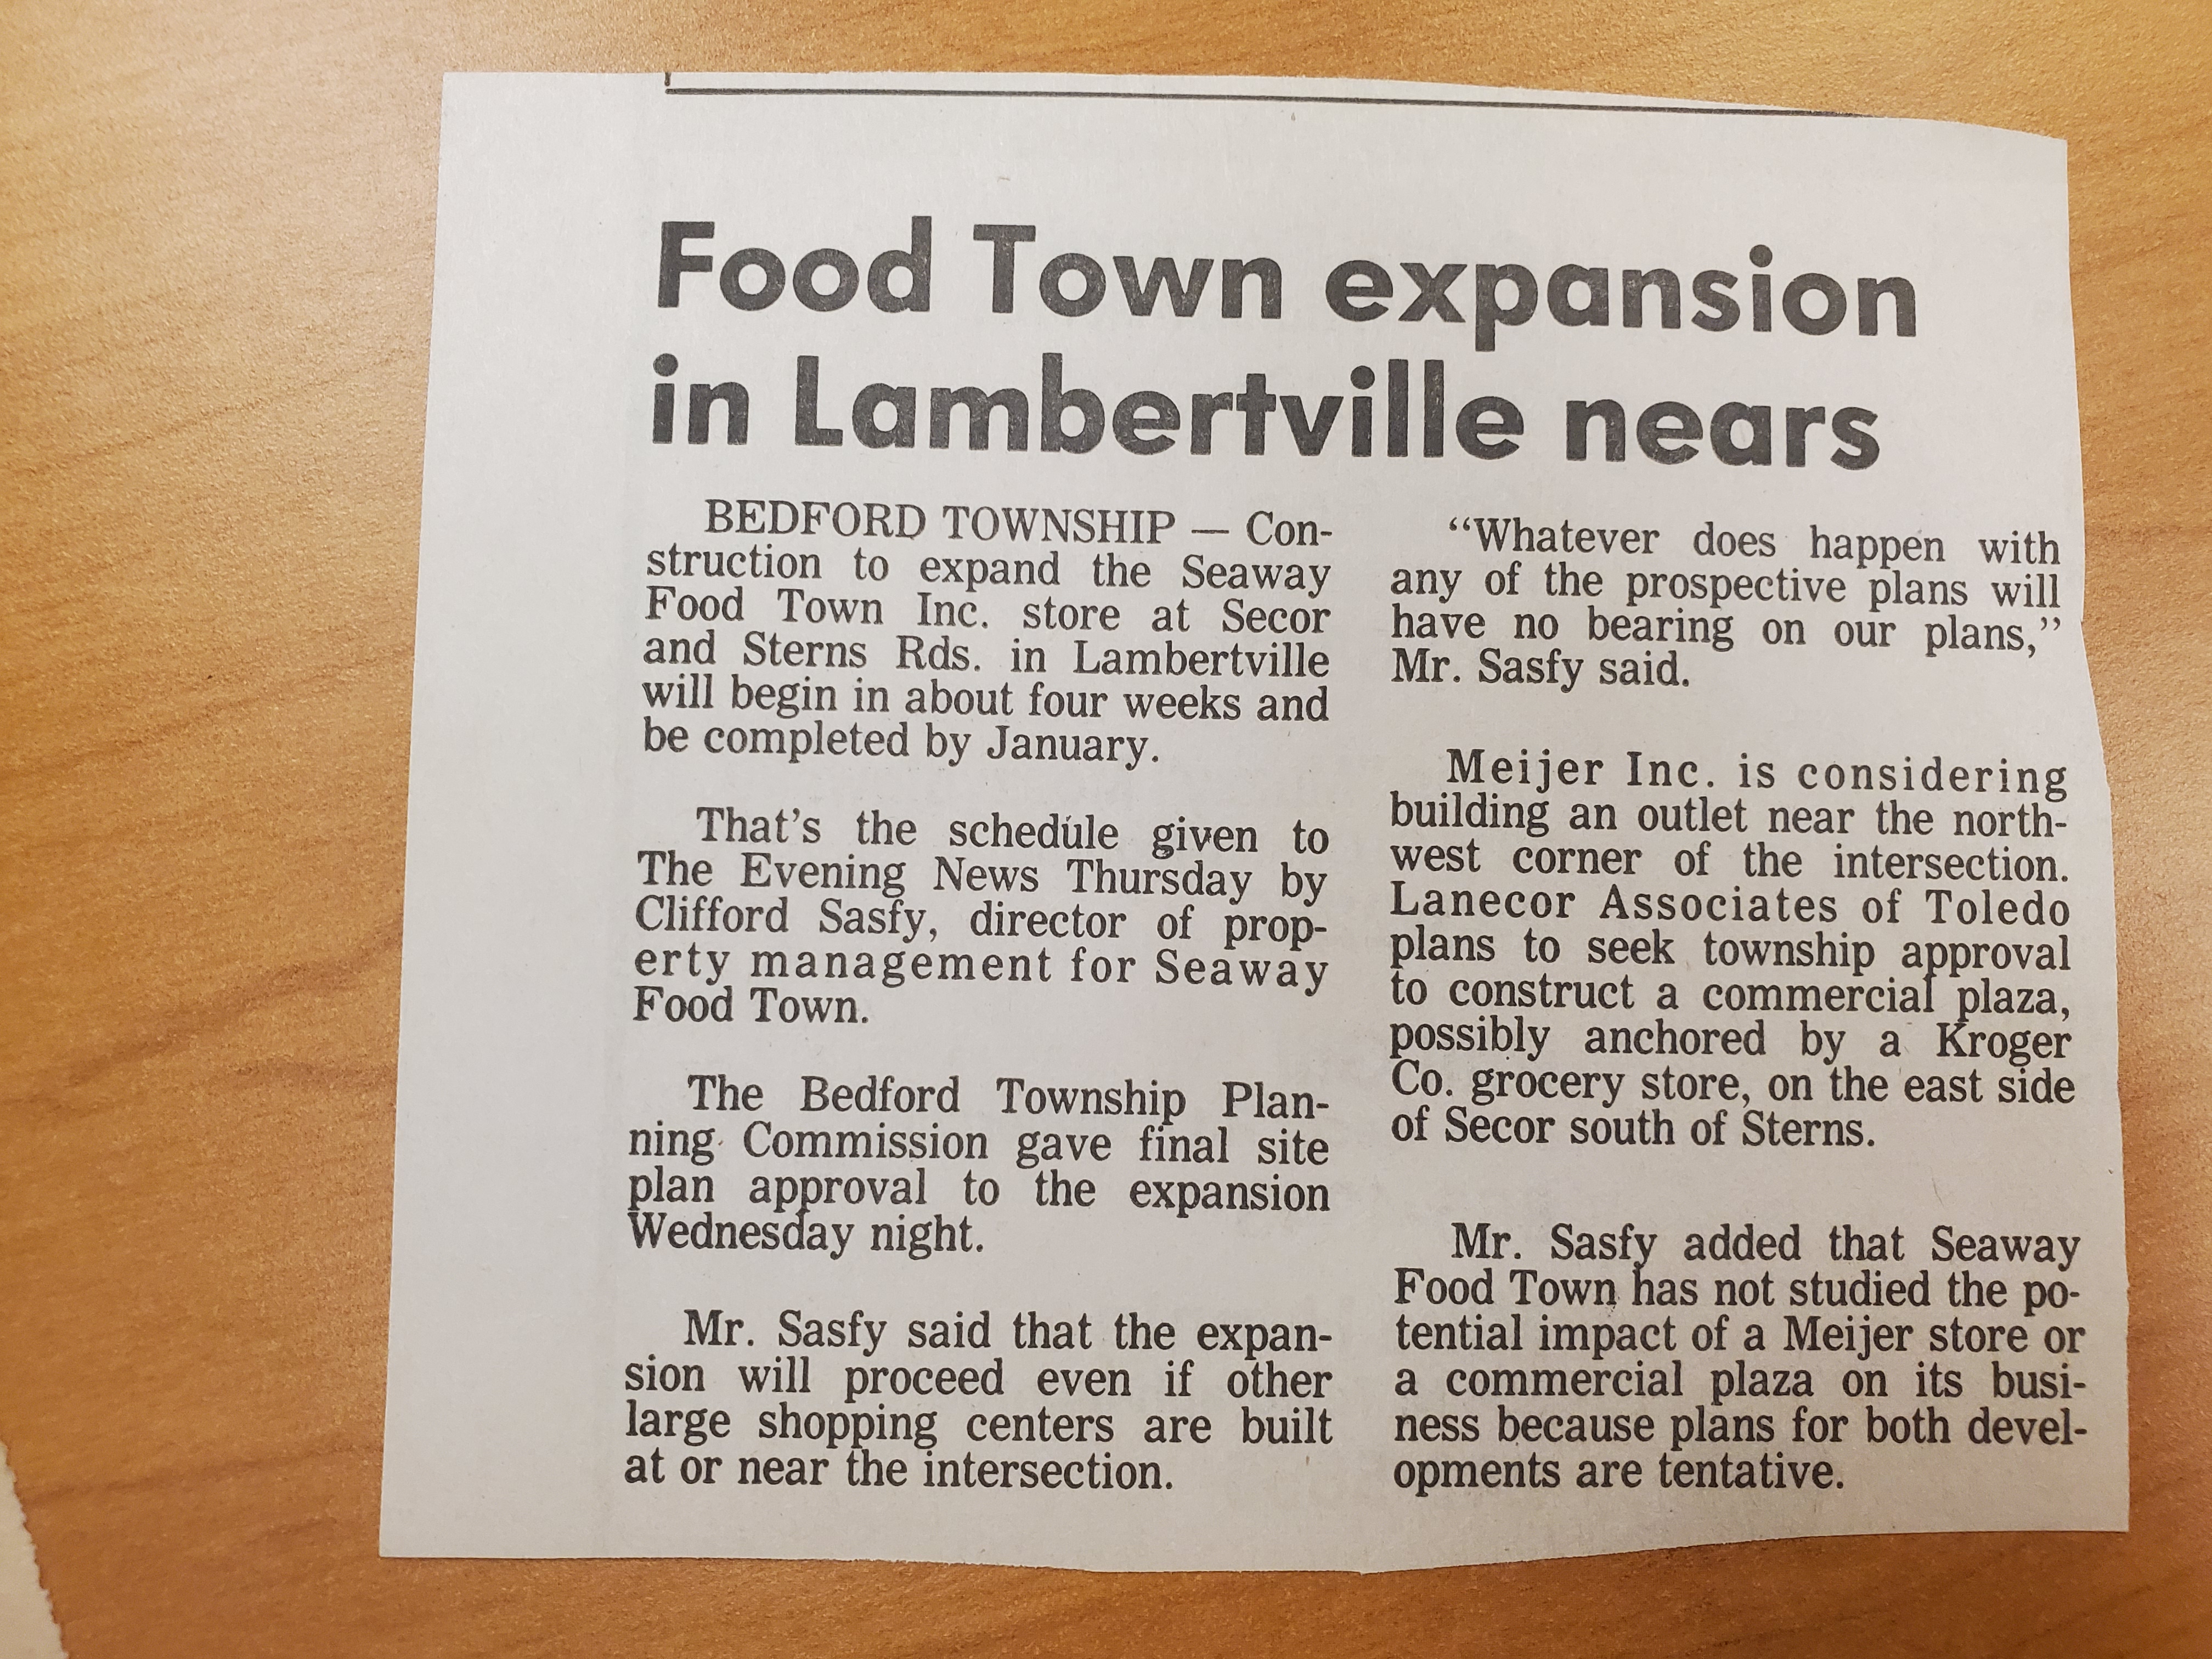 Food Town expansion
in Lambertville nears
BEDFORD TOWNSHIP — Con-
struction to expand the Seaway
Food Town Inc. store at Secor
and Sterns Rds. in Lambertville
will begin in about four weeks and
be completed by January.
That's the schedule given to
The Evening News Thursday by
Clifford Sasfy, director of prop-
erty management for Seaway
Food Town.
The Bedford Township Plan-
ning Commission gave final site
plan approval to the expansion
Wednesday night.
Mr. Sasfy said that the expan-
sion will proceed even if other
large shopping centers are built
at or near the intersection.
“Whatever does happen with
any of the prospective plans will
have no bearing on our plans,”
Mr. Sasfy said.
Meijer Inc. is considering
building an outlet near the north-
west corner of the intersection.
Lanecor Associates of Toledo
plans to seek township approval
to construct a commercial plaza,
possibly anchored by a Kroger
Co. grocery store, on the east side
of Secor south of Sterns.
Mr. Sasfy added that Seaway
Food Town has not studied the po-
tential impact of a Meijer store or
a commercial plaza on its busi-
ness because plans for both devel-
opments are tentative.